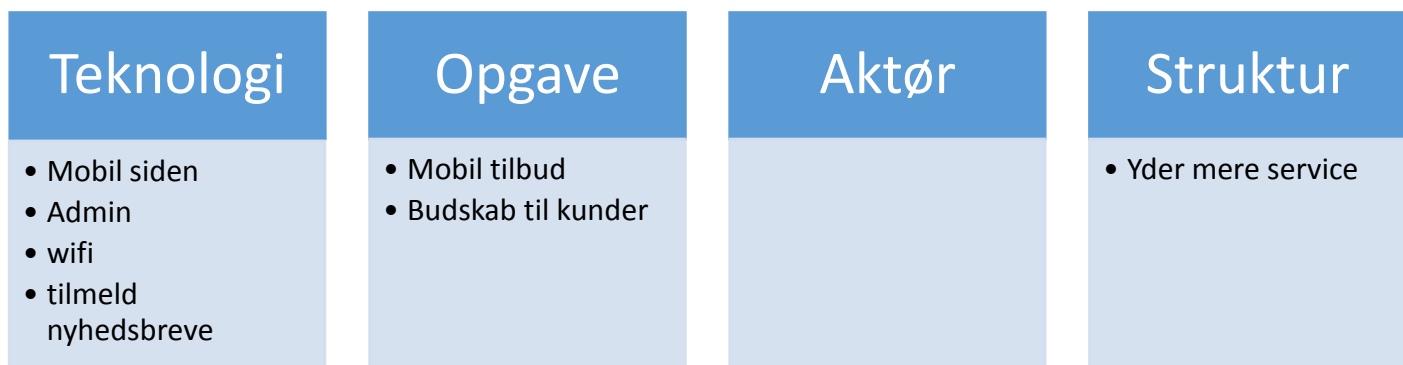 Teknologi
• Mobil siden
• Admin
• wifi
• tilmeld
nyhedsbreve
Opgave
• Mobil tilbud
• Budskab til kunder
Aktør
Struktur
• Yder mere service